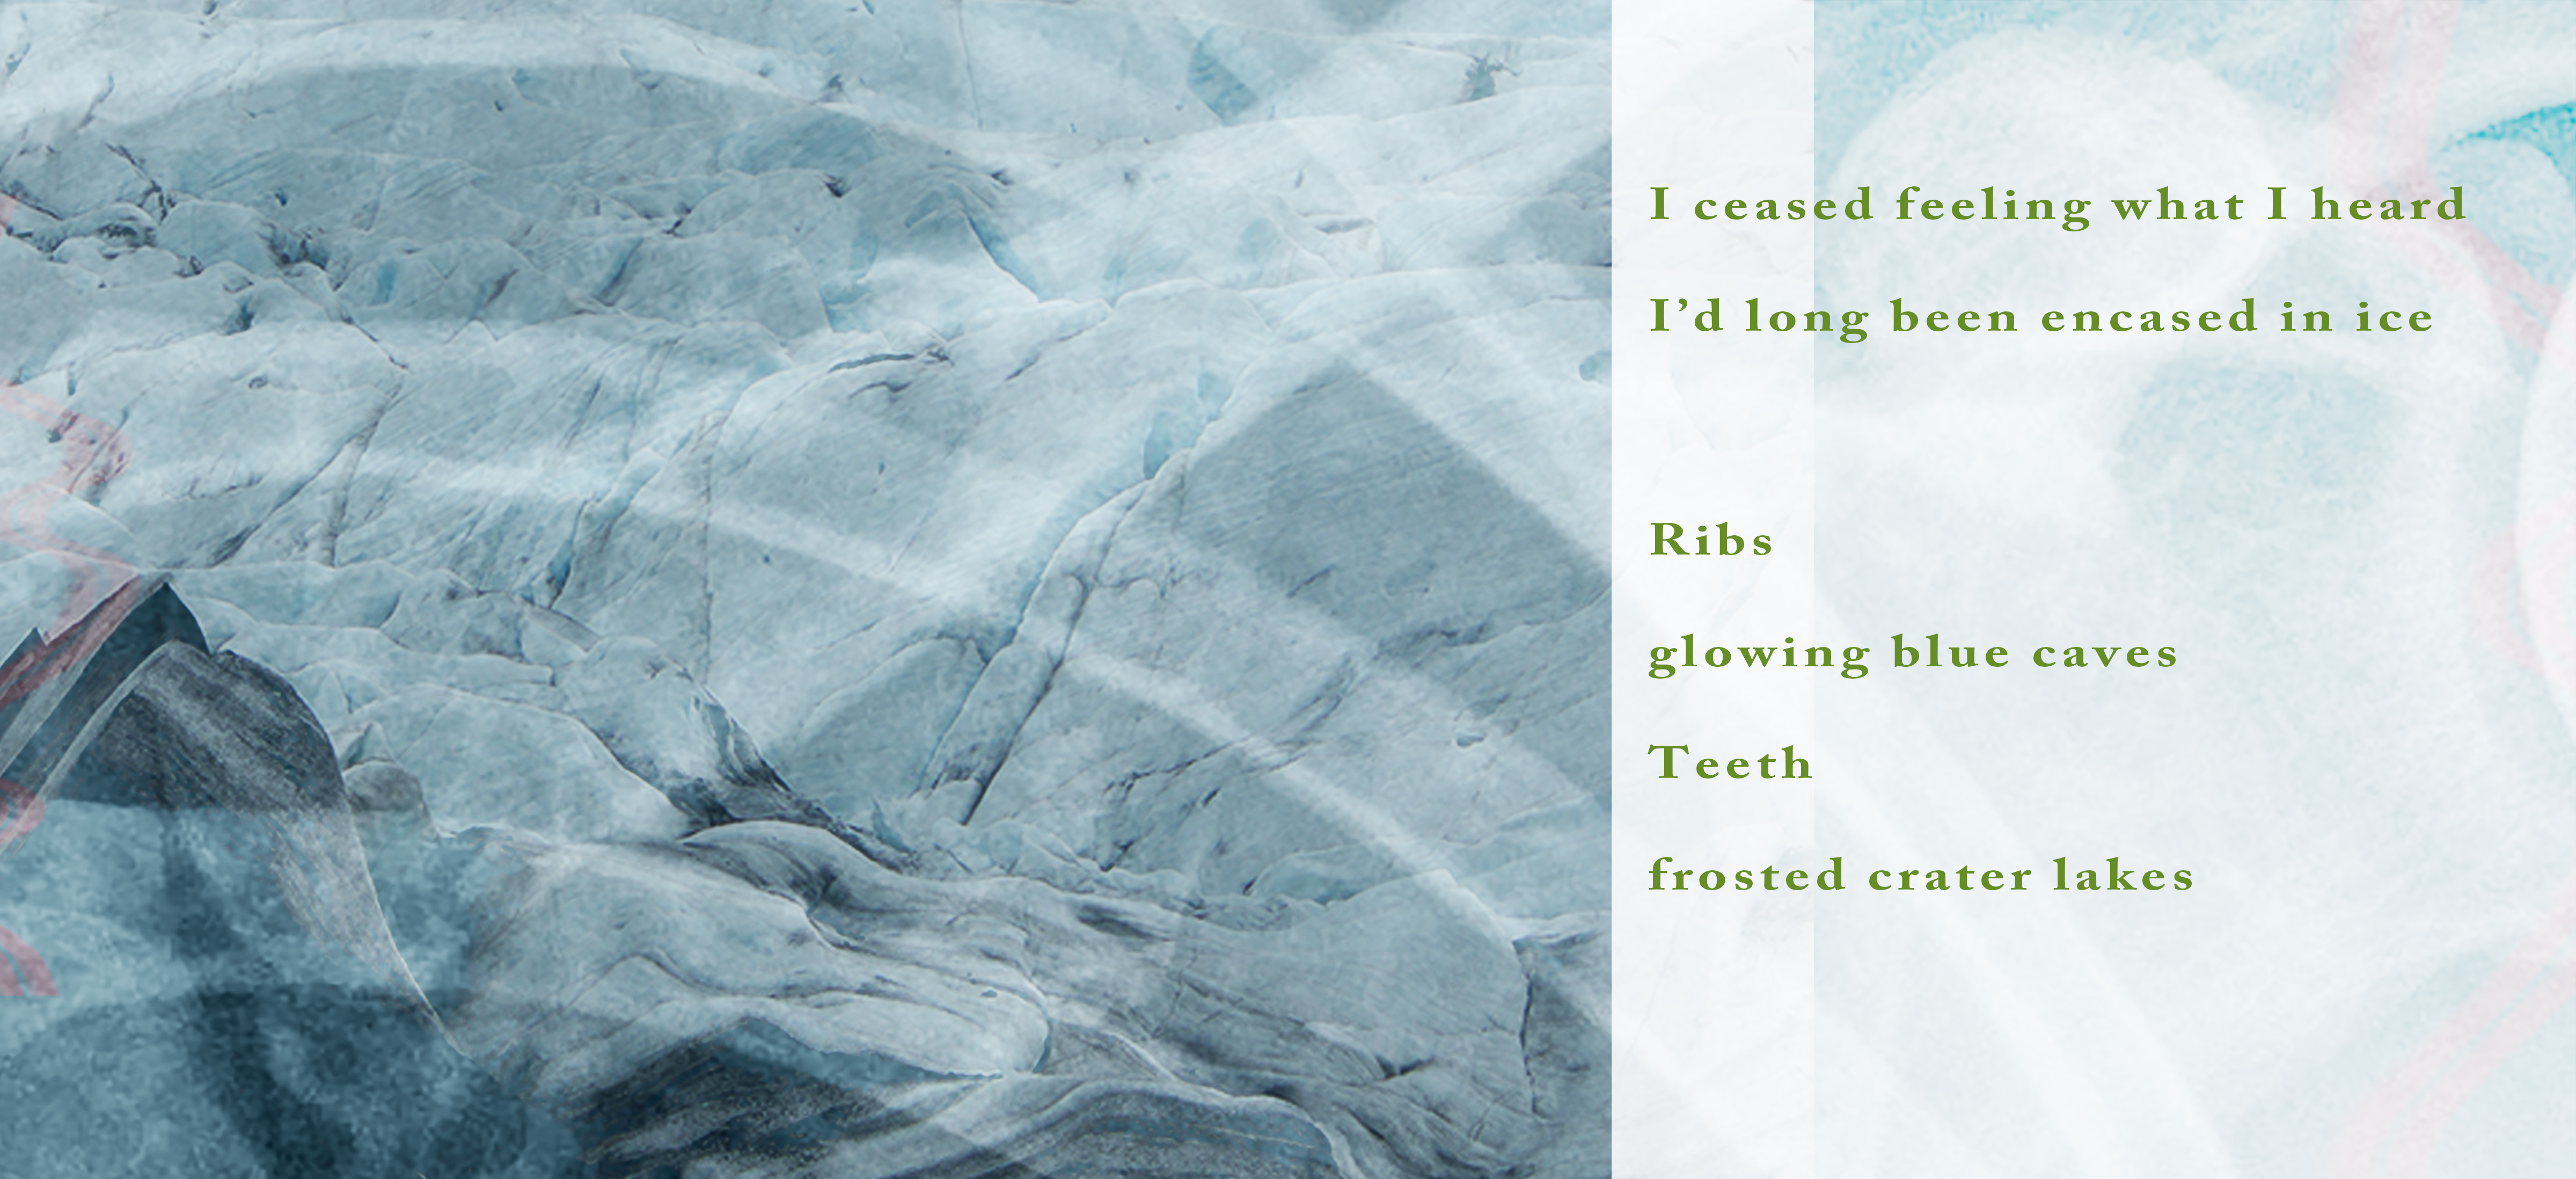 I ceased feeling what I heard
I’d long been encased in ice
Ribs
glowing blue caves
Teeth
frosted crater lakes